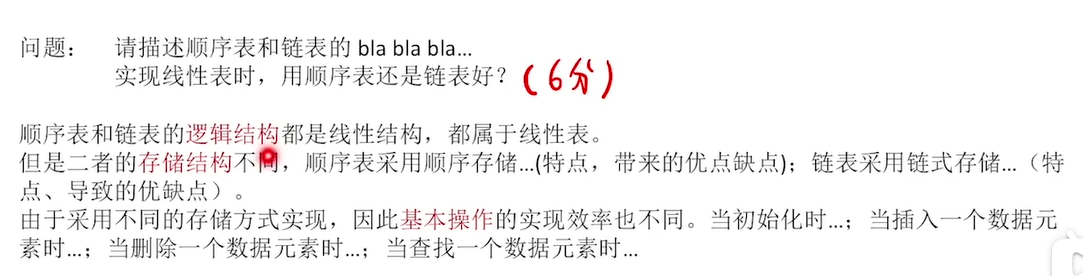 问题： 请描述顺序表和链表的 bla bla bla...
实现线性表时，用顺序表还是链表好？(6分)
顺序表和链表的逻辑结构都是线性结构，都属于线性表。
但是二者的存储结构不同，顺序表采用顺序存储...(特点，带来的优点缺点)；链表采用链式存储...（特
点、导致的优缺点）。
由于采用不同的存储方式实现，因此基本操作的实现效率也不同。当初始化时...；当插入一个数据元
素时...；当删除一个数据元素时...；当查找一个数据元素时...